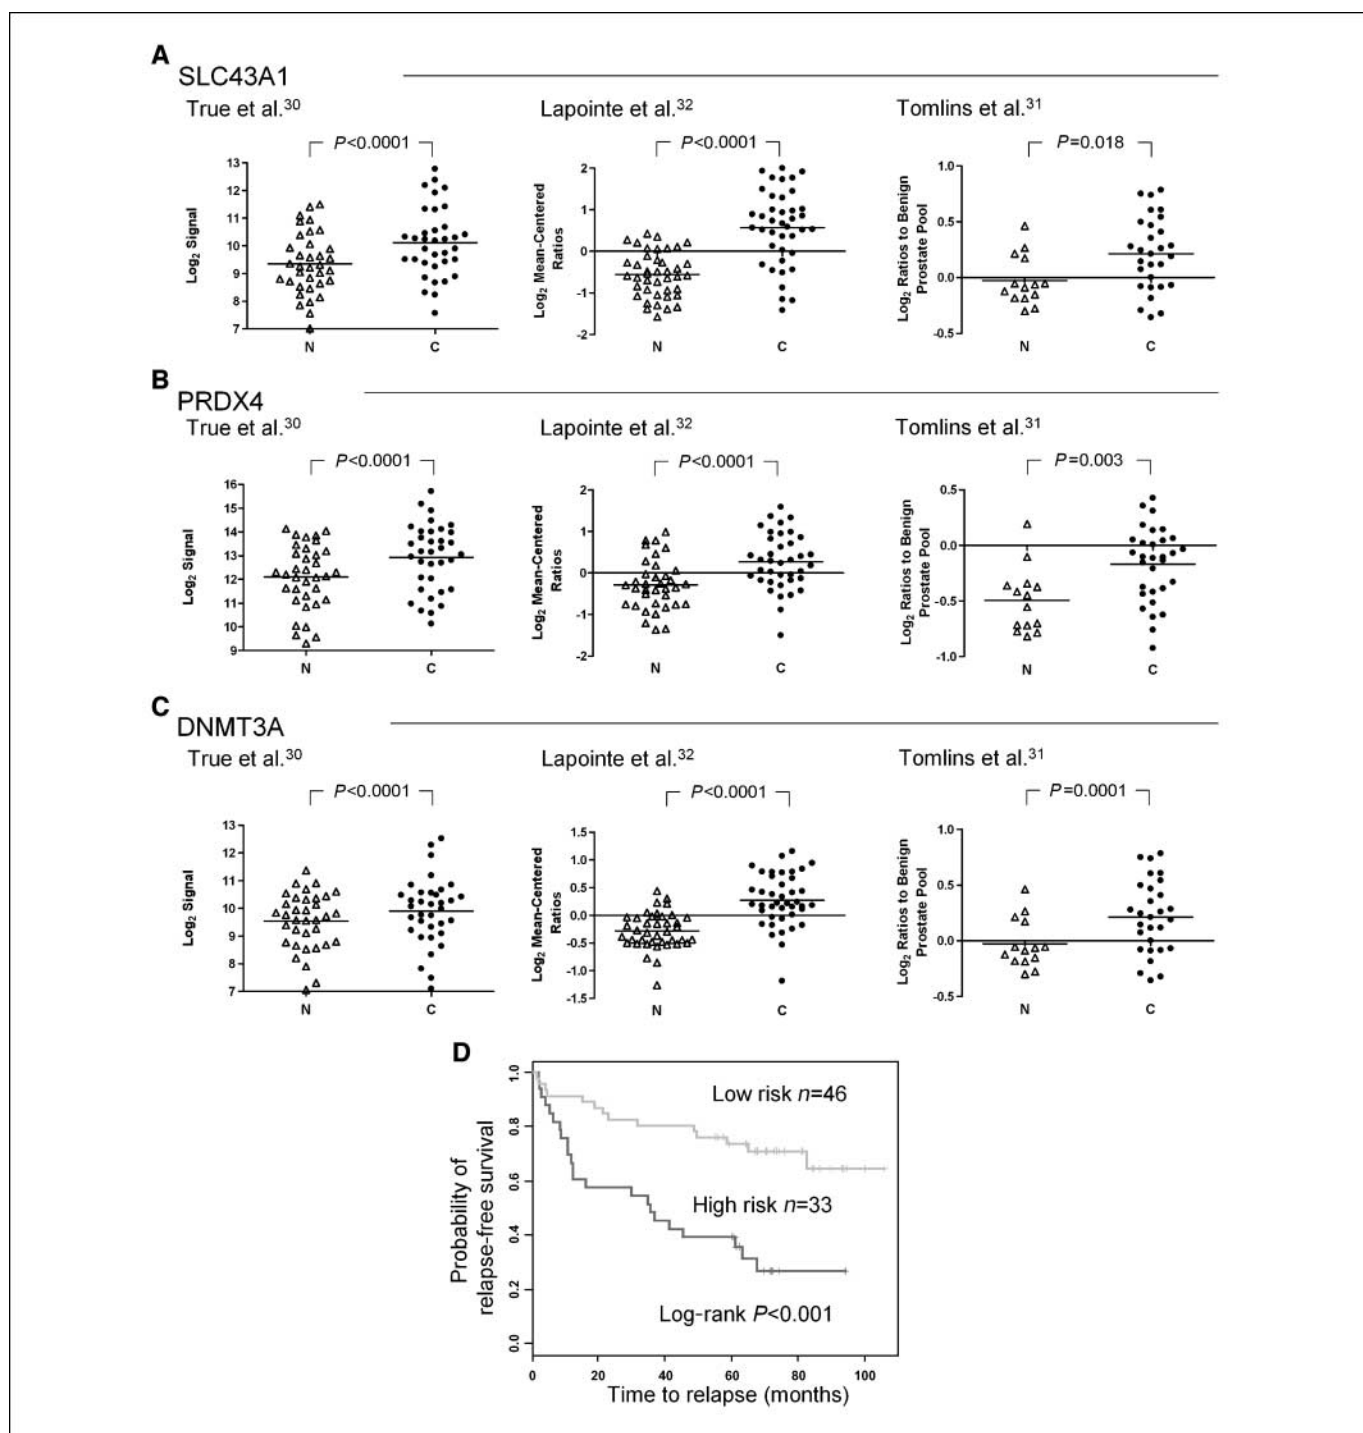 A
SLC43A1
True et al.30 Lapointe et al.32 Tomlins et al.31
P<0.0001 P<0.0001 P=0.018
Log2 Signal
13
12
11
10
9
8
7
N C
Log2 Mean-Centered
Ratios
2
1
0
-1
-2
N C
Log2 Ratios to Benign
Prostate Pool
1.0
0.5
0.0
-0.5
N C
B
PRDX4
True et al.30 Lapointe et al.32 Tomlins et al.31
P<0.0001 P<0.0001 P=0.003
Log2 Signal
16
15
14
13
12
11
10
9
N C
Log2 Mean-Centered
Ratios
2
1
0
-1
-2
N C
Log2 Ratios to Benign
Prostate Pool
0.5
0.0
-0.5
-1.0
N C
C
DNMT3A
True et al.30 Lapointe et al.32 Tomlins et al.31
P<0.0001 P<0.0001 P=0.0001
Log2 Signal
13
12
11
10
9
8
7
N C
Log2 Mean-Centered
Ratios
1.5
1.0
0.5
0.0
-0.5
-1.0
-1.5
N C
Log2 Ratios to Benign
Prostate Pool
1.0
0.5
0.0
-0.5
N C
D
Probability of
relapse-free survival
1.0
0.8
0.6
0.4
0.2
0.0
Low risk n=46
High risk n=33
Log-rank P<0.001
0 20 40 60 80 100
Time to relapse (months)